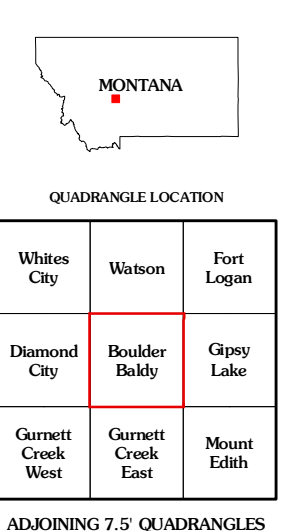 MONTANA
QUADRANGLE LOCATION
Whites
City
Watson
Fort
Logan
Diamond
City
Boulder
Baldy
Gipsy
Lake
Gurnett
Creek
West
Gurnett
Creek
East
Mount
Edith
ADJOINING 7.5' QUADRANGLES